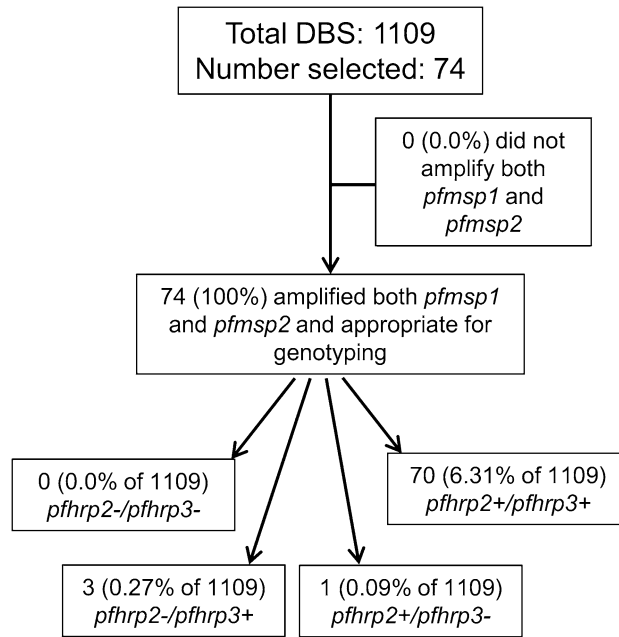 Total DBS: 1109
Number selected: 74
0 (0.0%) did not
amplify both
pfmsp1 and
pfmsp2
74 (100%) amplified both pfmsp1
and pfmsp2 and appropriate for
genotyping
0 (0.0% of 1109)
pfhrp2-/pfhrp3-
70 (6.31% of 1109)
pfhrp2+/pfhrp3+
3 (0.27% of 1109)
pfhrp2-/pfhrp3+
1 (0.09% of 1109)
pfhrp2+/pfhrp3-